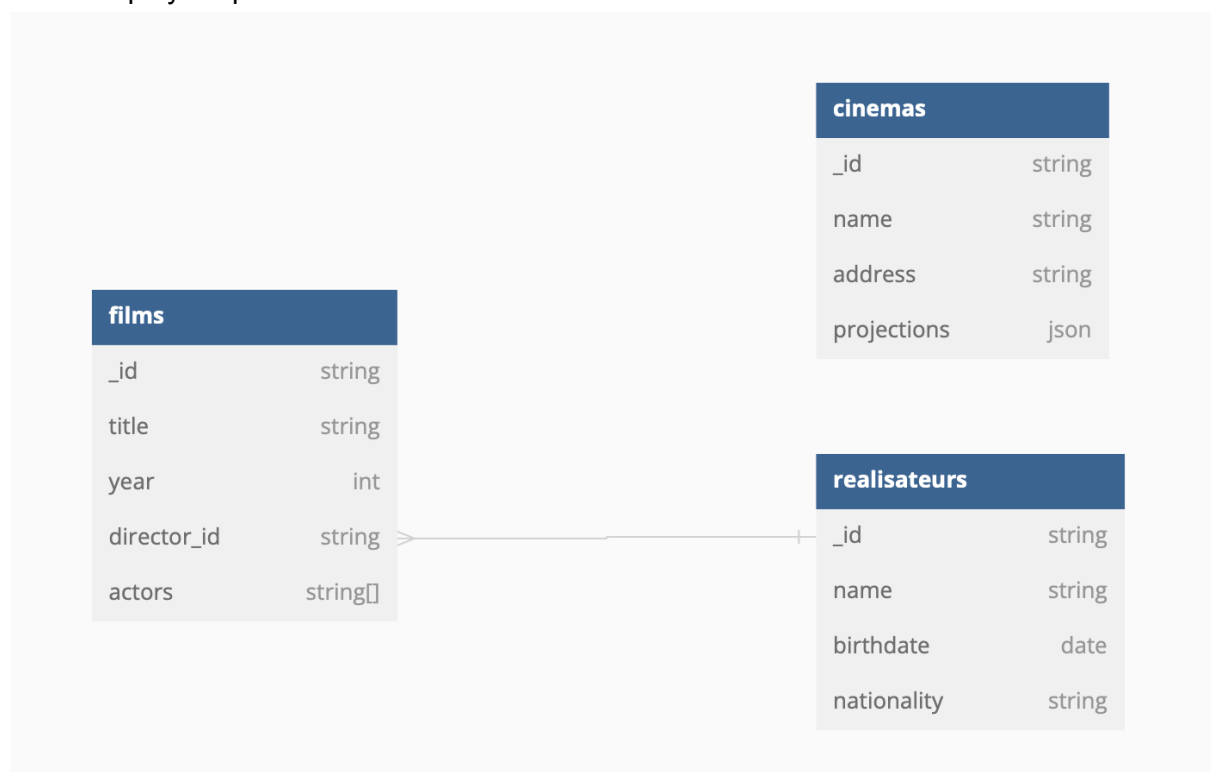 cinemas
_id string
name string
address string
projections json
films
_id string
title string
year int
director_id string
actors string[]
realisateurs
_id string
name string
birthdate date
nationality string